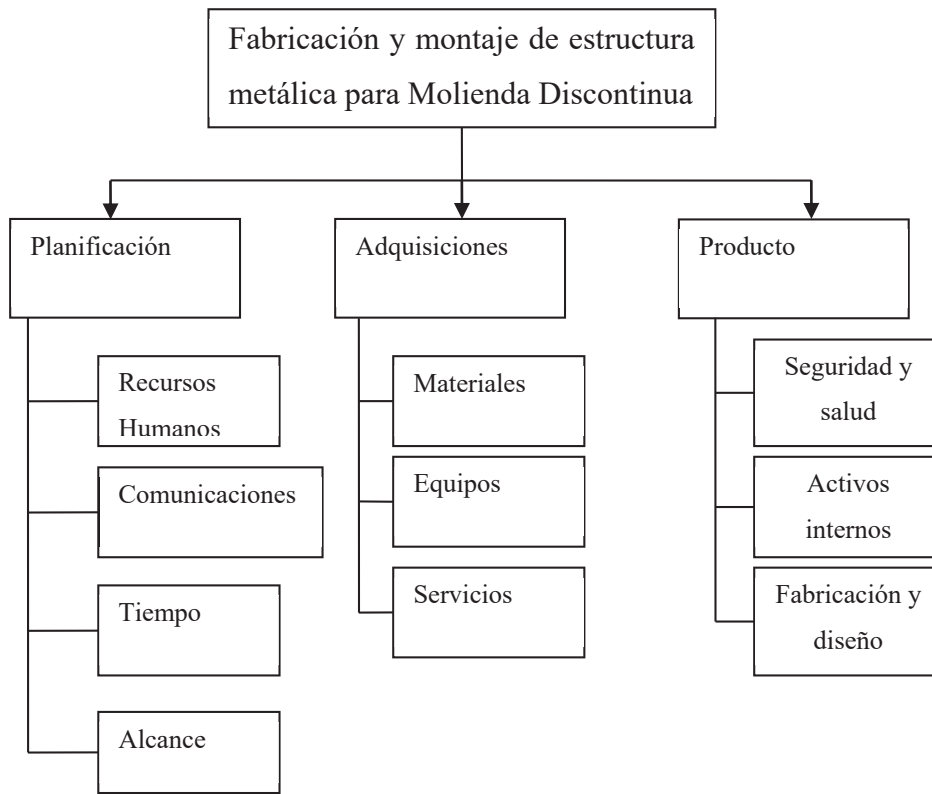 Fabricación y montaje de estructura
metálica para Molienda Discontinua
Planificación
Adquisiciones
Producto
Recursos
Humanos
Comunicaciones
Tiempo
Alcance
Materiales
Equipos
Servicios
Seguridad y
salud
Activos
internos
Fabricación y
diseño